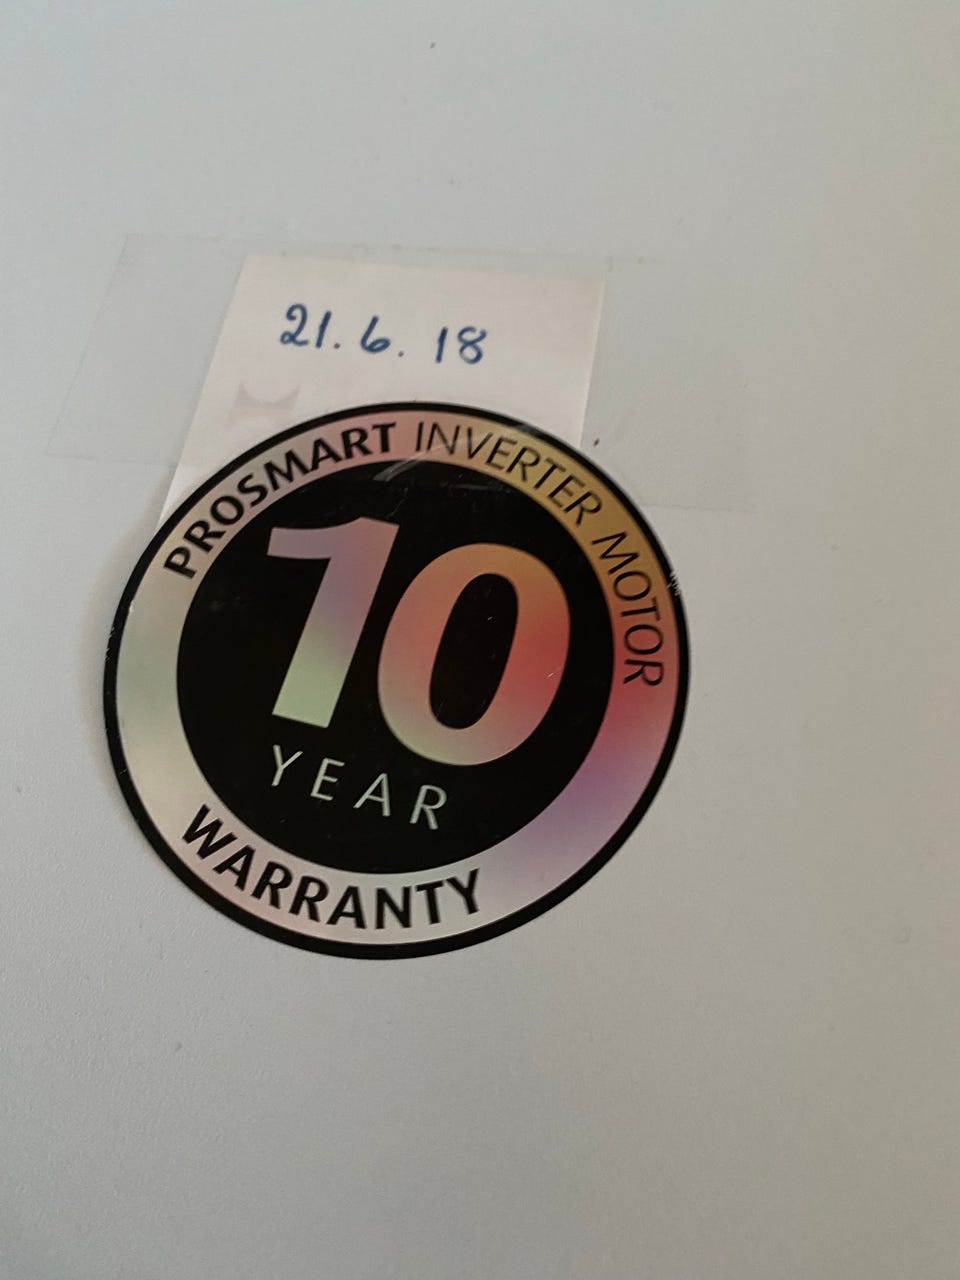 21.6.18
PROSMART INVERTER MOTOR
10
YEAR
WARRANTY